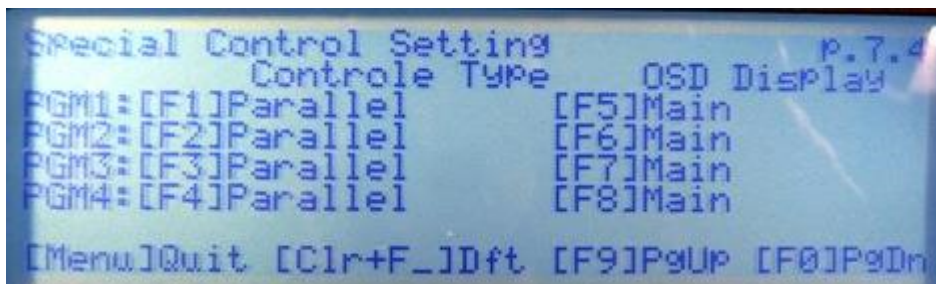 Special Control Setting p.7.4
Controle Type OSD Display
PGM1:[F1]Parallel [F5]Main
PGM2:[F2]Parallel [F6]Main
PGM3:[F3]Parallel [F7]Main
PGM4:[F4]Parallel [F8]Main
[Menu]Quit [Clr+F_]Dft [F9]PgUp [F0]PgDn